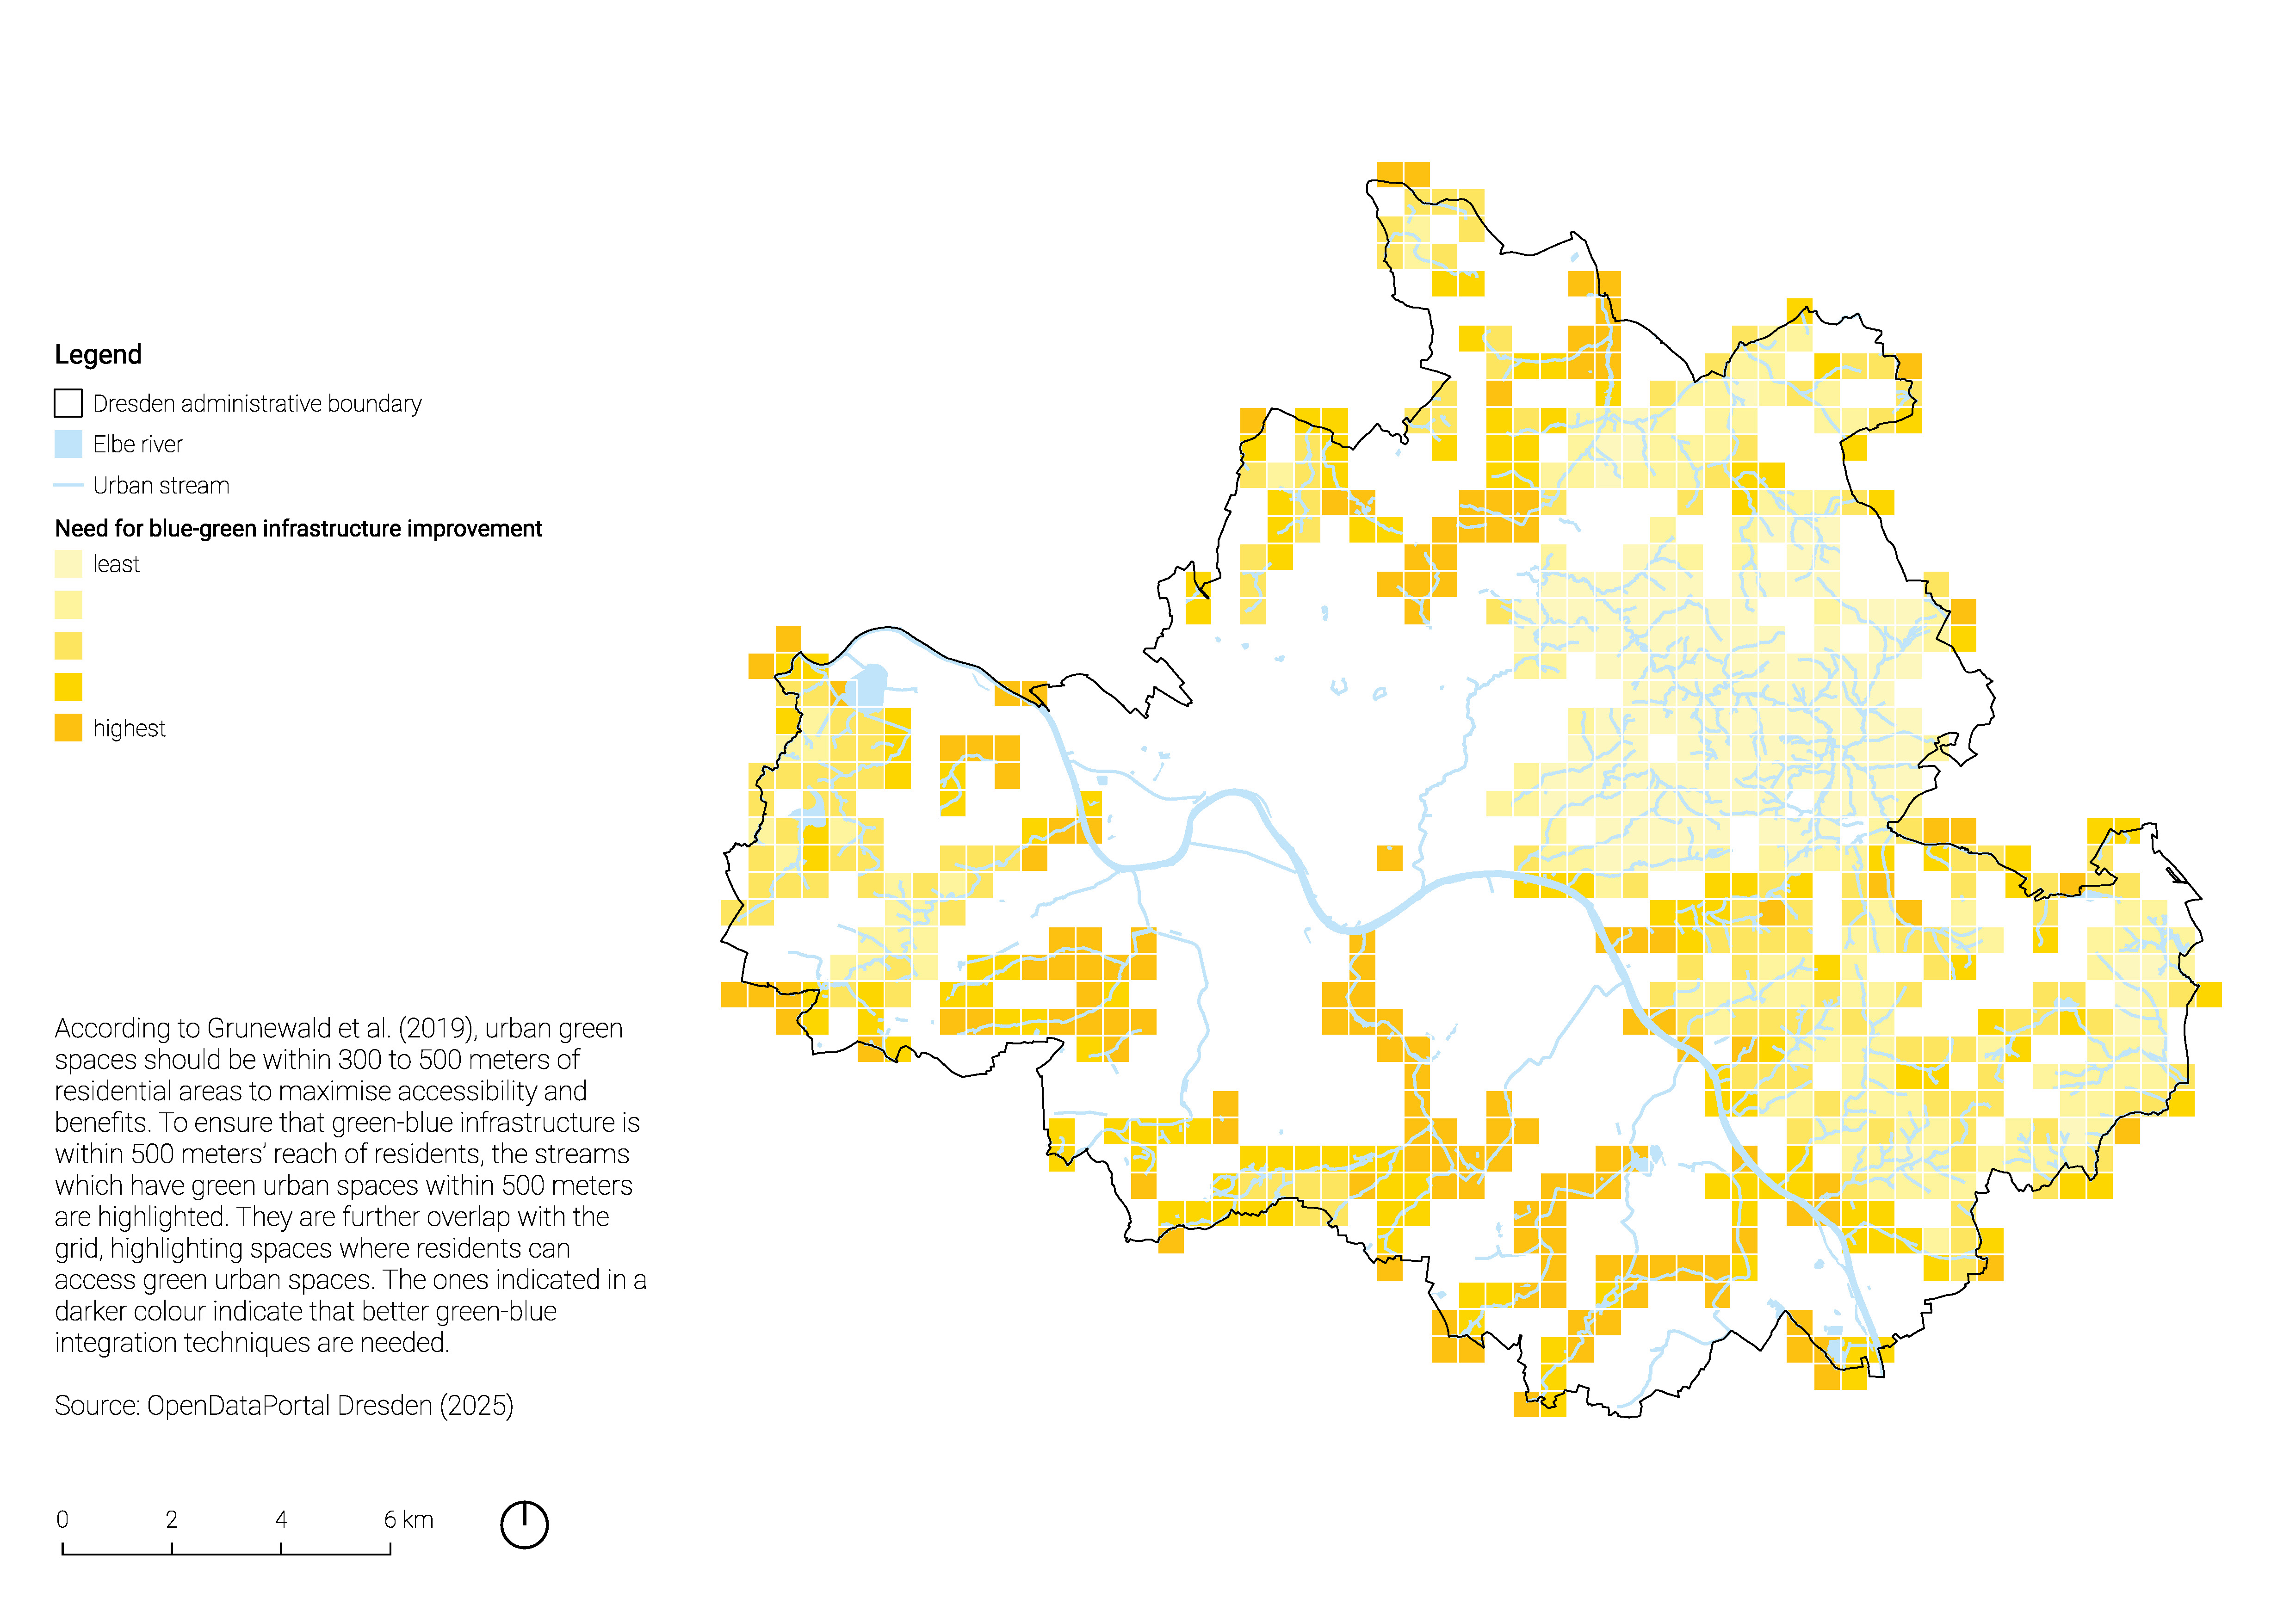 Legend
Dresden administrative boundary
Elbe river
Urban stream
Need for blue-green infrastructure improvement
least
highest
According to Grunewald et al. (2019), urban green
spaces should be within 300 to 500 meters of
residential areas to maximise accessibility and
benefits. To ensure that green-blue infrastructure is
within 500 meters’ reach of residents, the streams
which have green urban spaces within 500 meters
are highlighted. They are further overlap with the
grid, highlighting spaces where residents can
access green urban spaces. The ones indicated in a
darker colour indicate that better green-blue
integration techniques are needed.
Source: OpenDataPortal Dresden (2025)
0 2 4 6 km